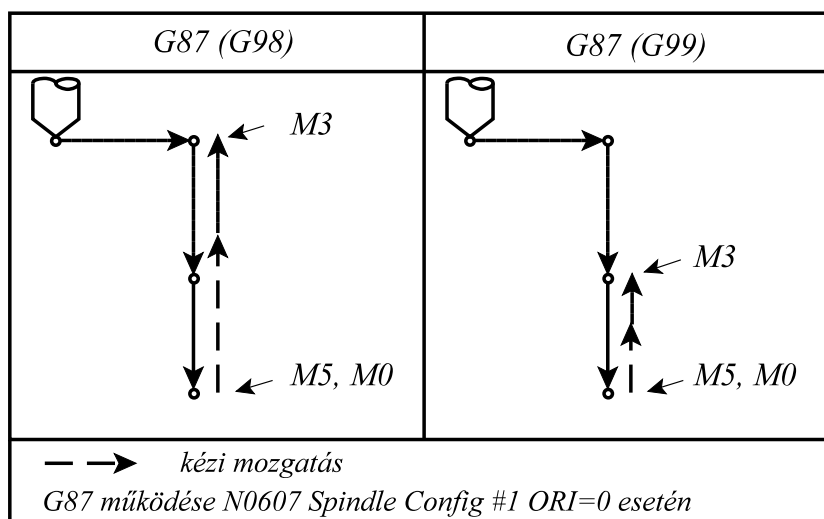 G87 (G98)
G87 (G99)
M3
M5, M0
M3
M5, M0
kézi mozgatás
G87 működése N0607 Spindle Config #1 ORI=0 esetén